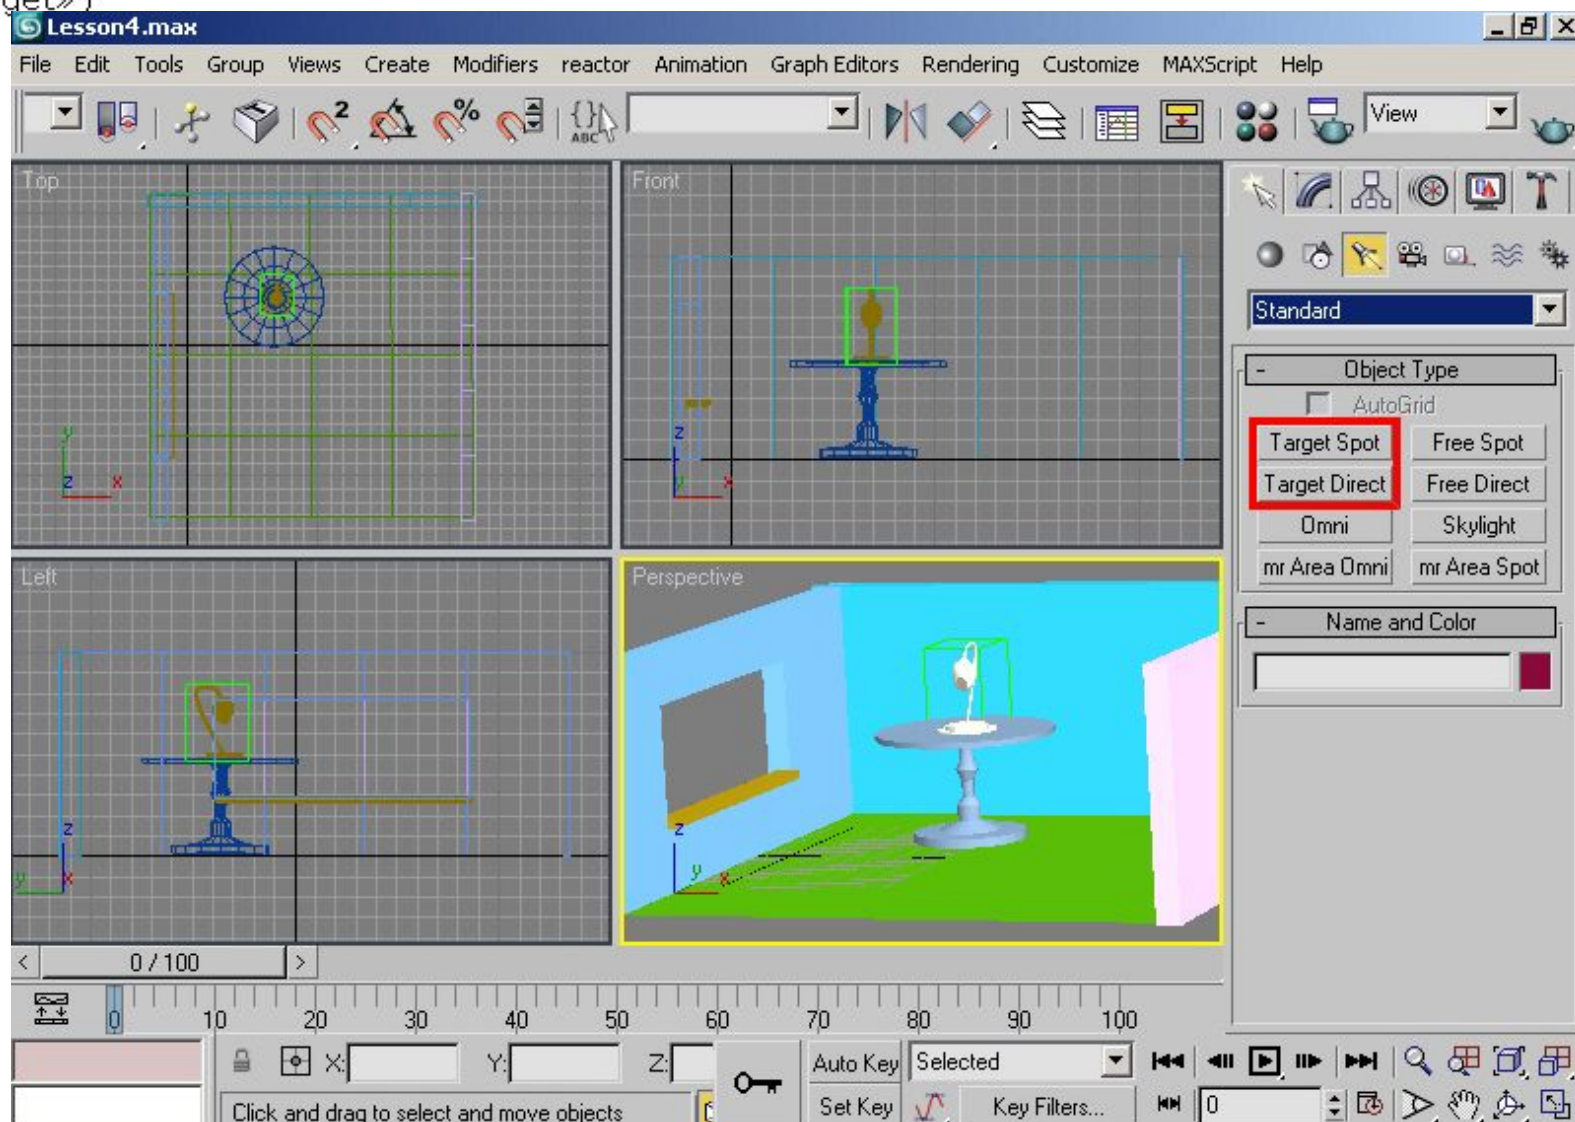 get»)
Lesson4.max
File Edit Tools Group Views Create Modifiers reactor Animation Graph Editors Rendering Customize MAXScript Help
2 % {} ABC View
Top
Front
Standard
- Object Type
AutoGrid
Target Spot Free Spot
Target Direct Free Direct
Omni Skylight
mr Area Omni mr Area Spot
- Name and Color
y
z x
z
y x
Left
Perspective
z
y x
z
y x
< 0 / 100 >
0 10 20 30 40 50 60 70 80 90 100
X: Y: Z: Auto Key Selected
Click and drag to select and move objects Set Key Key Filters... 0